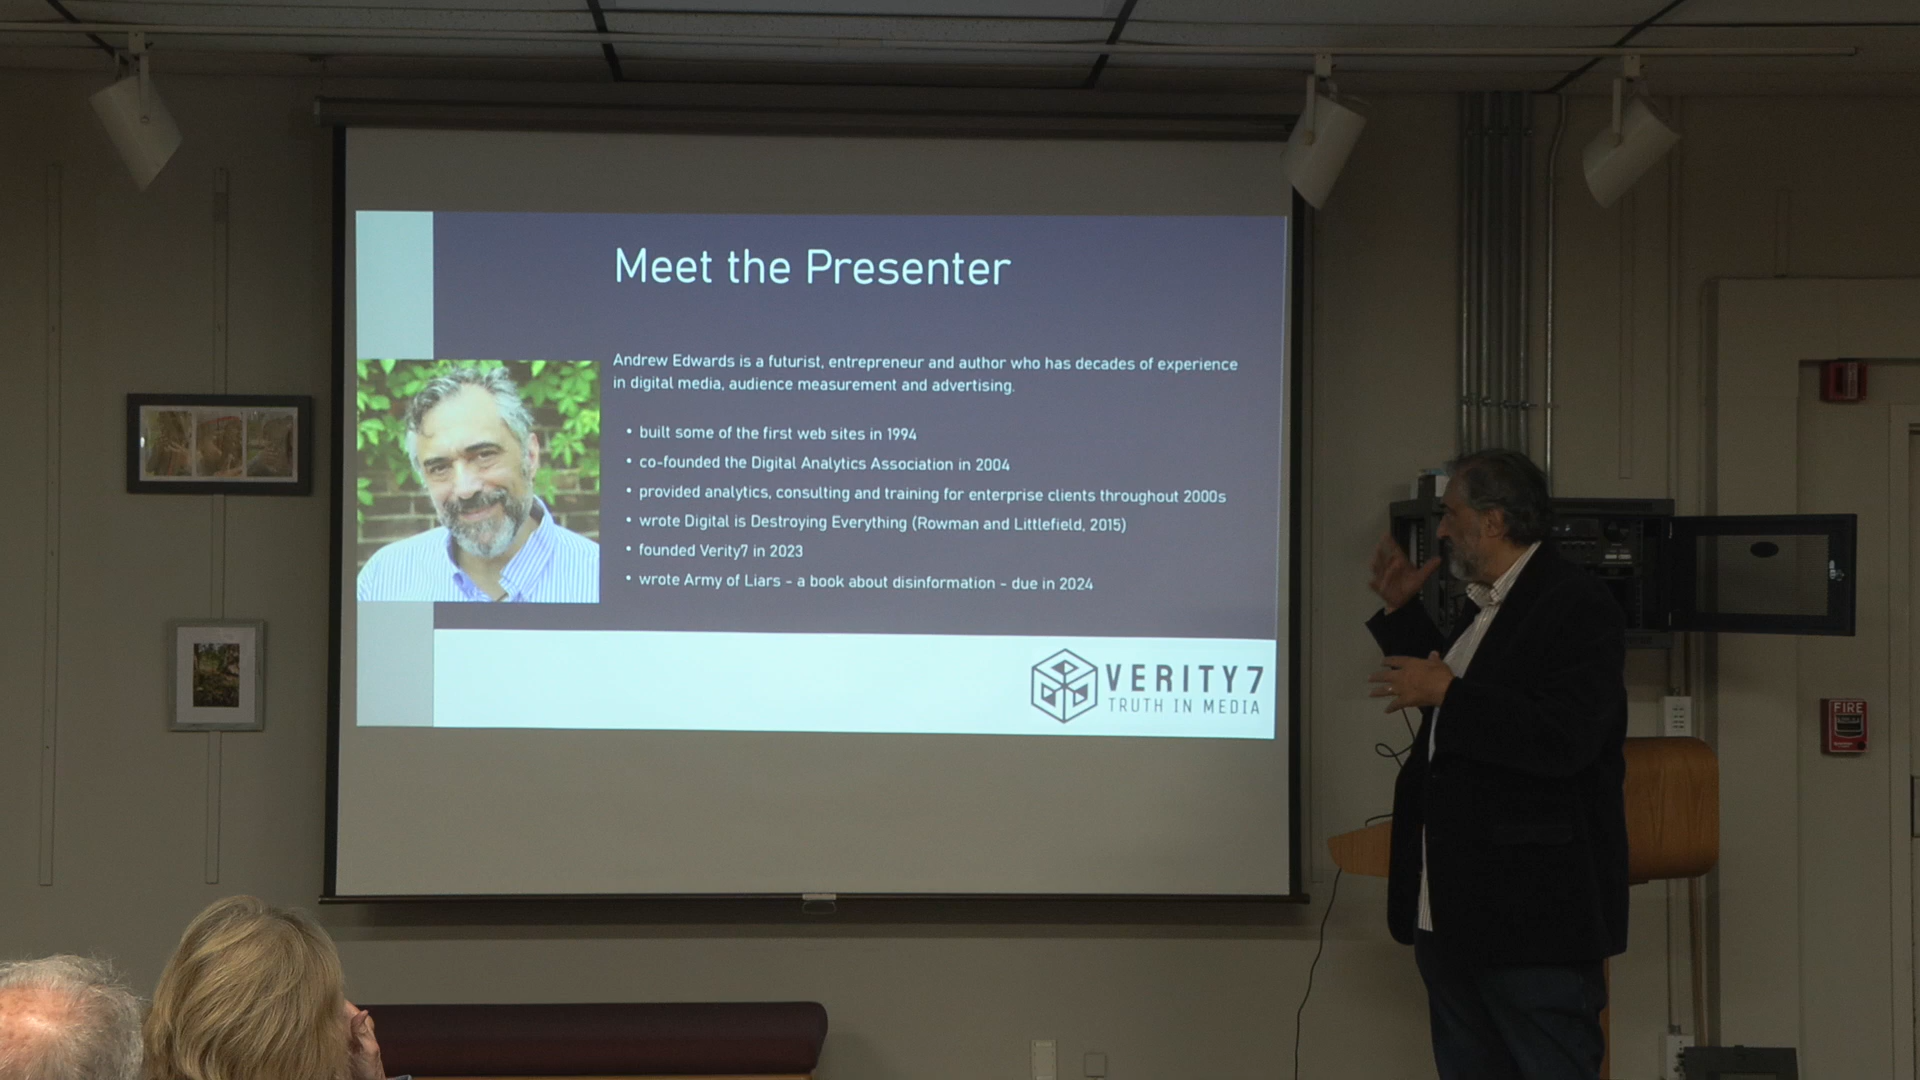 Meet the Presenter
Andrew Edwards is a futurist, entrepreneur and author who has decades of experience
in digital media, audience measurement and advertising.
• built some of the first web sites in 1994
• co-founded the Digital Analytics Association in 2004
• provided analytics, consulting and training for enterprise clients throughout 2000s
• wrote Digital is Destroying Everything (Rowman and Littlefield, 2015)
• founded Verity7 in 2023
• wrote Army of Liars - a book about disinformation - due in 2024
VERITY7
TRUTH IN MEDIA
FIRE